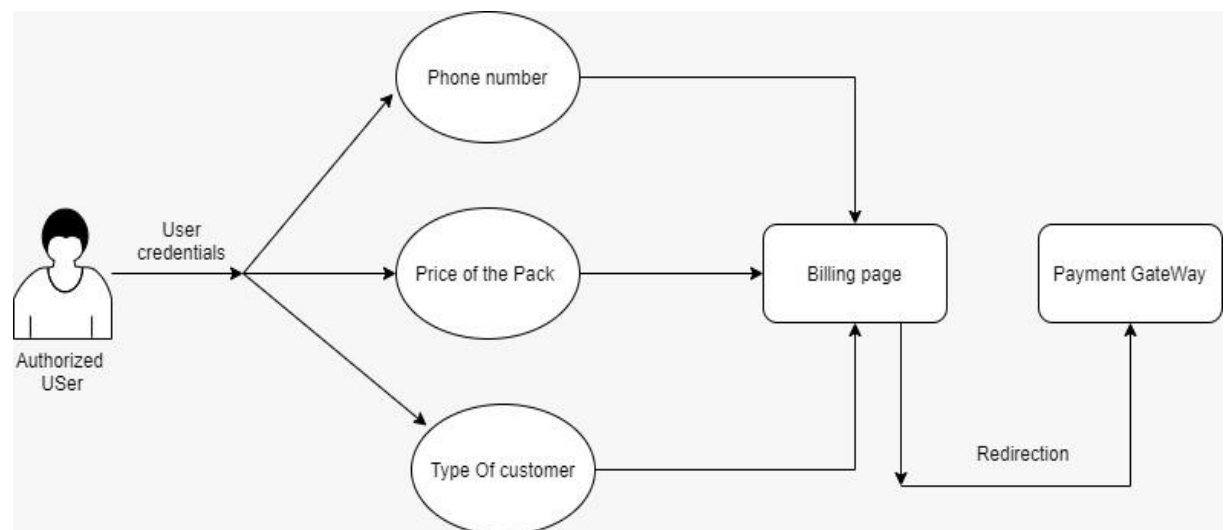 Phone number
User
credentials
Price of the Pack
Billing page
Payment GateWay
Authorized
USer
Type Of customer
Redirection